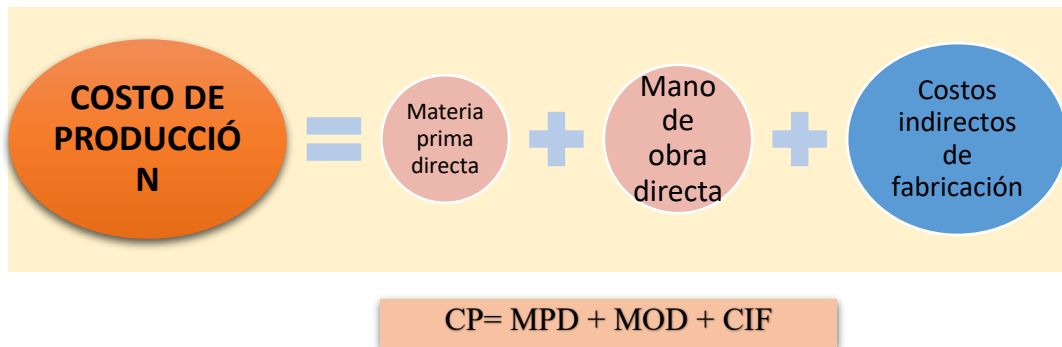 COSTO DE
PRODUCCIÓ
N
Materia
prima
directa
Mano
de
obra
directa
Costos
indirectos
de
fabricación
CP= MPD + MOD + CIF